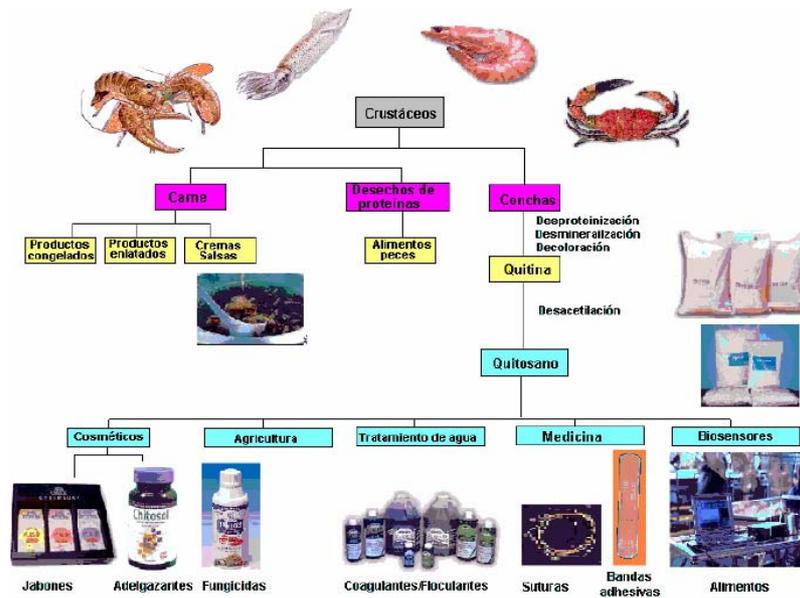 Crustáceos
Carne
Desechos de
proteínas
Conchas
Desproteinización
Desmineralización
Decoloración
Productos
congelados
Productos
enlatados
Cremas
Salsas
Alimentos
peces
Quitina
Desacetilación
Quitosano
Cosméticos
Agricultura
Tratamiento de agua
Medicina
Biosensores
Chitosol
Jabones
Adelgazantes
Fungicidas
Coagulantes/Floculantes
Suturas
Bandas
adhesivas
Alimentos